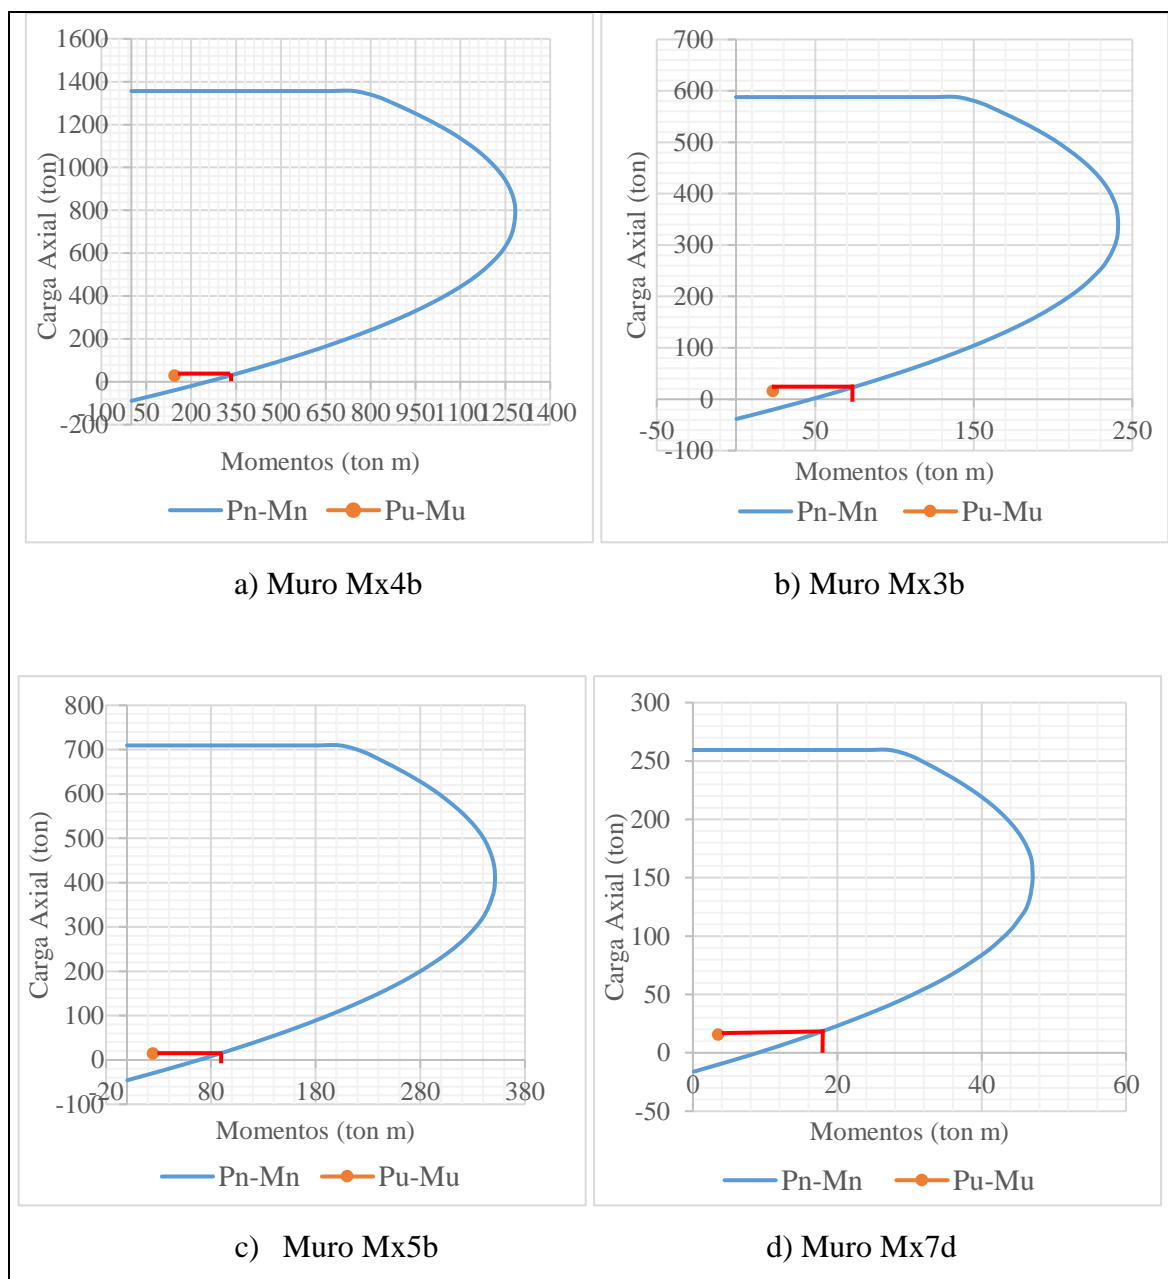 1600
1400
1200
1000
800
600
400
200
0
-200
-100 50 200 350 500 650 800 950 1100 1250 1400
Carga Axial (ton)
Momentos (ton m)
Pn-Mn Pu-Mu
a) Muro Mx4b
700
600
500
400
300
200
100
0
-100
-50 50 150 250
Carga Axial (ton)
Momentos (ton m)
Pn-Mn Pu-Mu
b) Muro Mx3b
800
700
600
500
400
300
200
100
0
-100
-20 80 180 280 380
Carga Axial (ton)
Momentos (ton m)
Pn-Mn Pu-Mu
c) Muro Mx5b
300
250
200
150
100
50
0
-50
0 20 40 60
Carga Axial (ton)
Momentos (ton m)
Pn-Mn Pu-Mu
d) Muro Mx7d